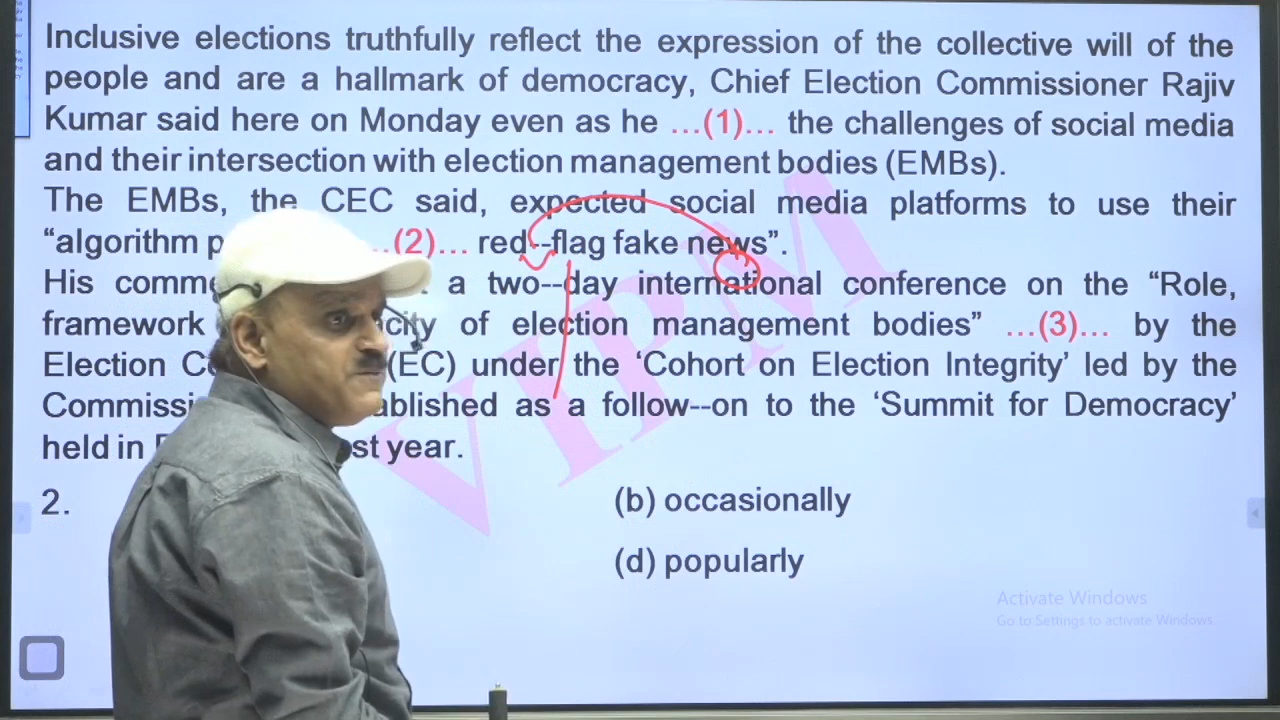 Inclusive elections truthfully reflect the expression of the collective will of the
people and are a hallmark of democracy, Chief Election Commissioner Rajiv
Kumar said here on Monday even as he ...(1)... the challenges of social media
and their intersection with election management bodies (EMBs).
The EMBs, the CEC said, expected social media platforms to use their
“algorithm ...(2)... red--flag fake news”.
His a two--day international conference on the “Role,
framework of election management bodies” ...(3)... by the
Election (EC) under the ‘Cohort on Election Integrity’ led by the
as a follow--on to the ‘Summit for Democracy’
held in year.
2. (b) occasionally
(d) popularly
VIPM
Activate Windows
Go to Settings to activate Windows.